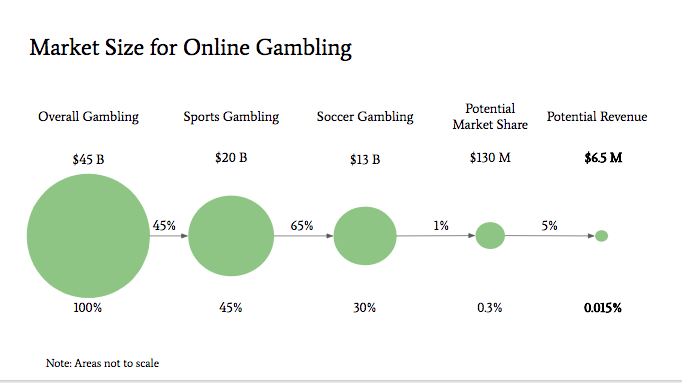 Market Size for Online Gambling
Overall Gambling
Sports Gambling
Soccer Gambling
Potential
Market Share
Potential Revenue
$45 B
$20 B
$13 B
$130 M
$6.5 M
45%
65%
1%
5%
100%
45%
30%
0.3%
0.015%
Note: Areas not to scale